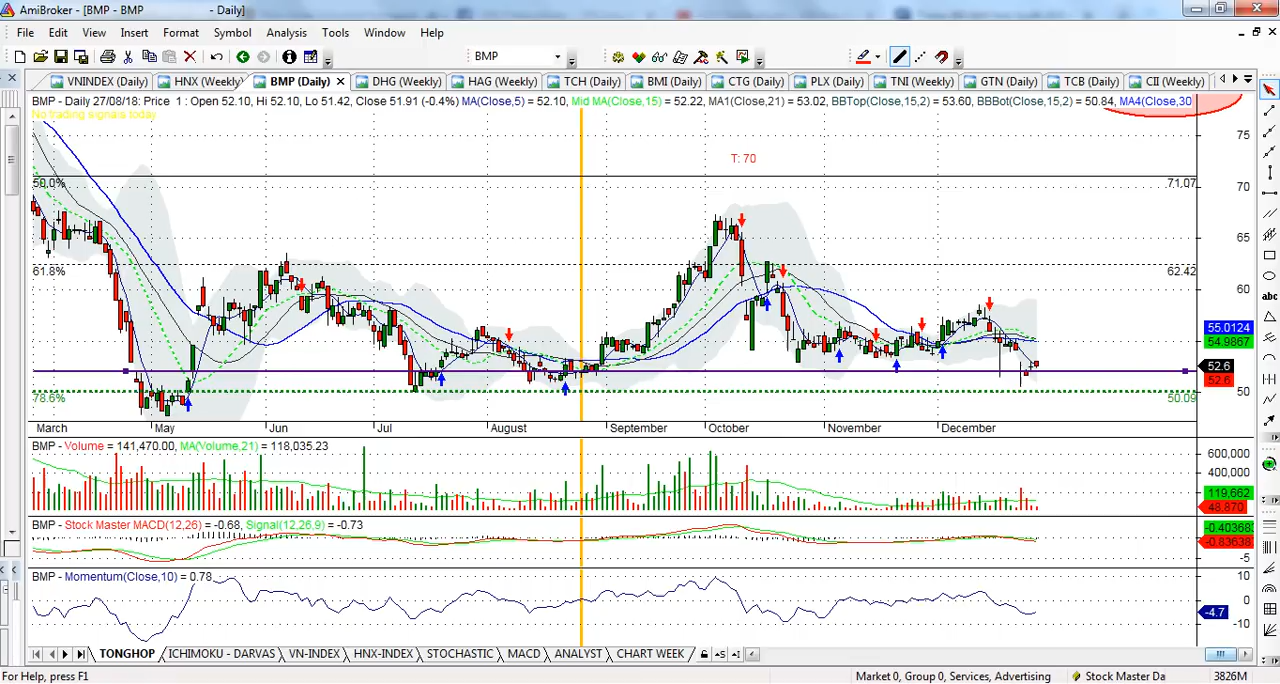 AmiBroker - [BMP - BMP - Daily]
File Edit View Insert Format Symbol Analysis Tools Window Help
BMP
VNINDEX (Daily) HNX (Weekly) BMP (Daily) DHG (Weekly) HAG (Weekly) TCH (Daily) BMI (Daily) CTG (Daily) PLX (Daily) TNI (Weekly) GTN (Daily) TCB (Daily) CII (Weekly)
BMP - Daily 27/08/18: Price 1 : Open 52.10, Hi 52.10, Lo 51.42, Close 51.91 (-0.4%) MA(Close,5) = 52.10, Mid MA(Close,15) = 52.22, MA1(Close,21) = 53.02, BBTop(Close,15,2) = 53.60, BBBot(Close,15,2) = 50.84, MA4(Close,30
No trading signals today
75
T: 70
50.0%
71.07
70
65
61.8%
62.42
60
55.0124
54.9867
52.6
52.6
50
78.6%
50.09
March May Jun Jul August September October November December
BMP - Volume = 141,470.00, MA(Volume,21) = 118,035.23
600,000
400,000
119,662
48,870
BMP - Stock Master MACD(12,26) = -0.68, Signal(12,26,9) = -0.73
-0.40368
-0.83638
-5
BMP - Momentum(Close,10) = 0.78
10
0
-4.7
-10
TONGHOP ICHIMOKU - DARVAS VN-INDEX HNX-INDEX STOCHASTIC MACD ANALYST CHART WEEK
For Help, press F1
Market 0, Group 0, Services, Advertising
Stock Master Da
3826M